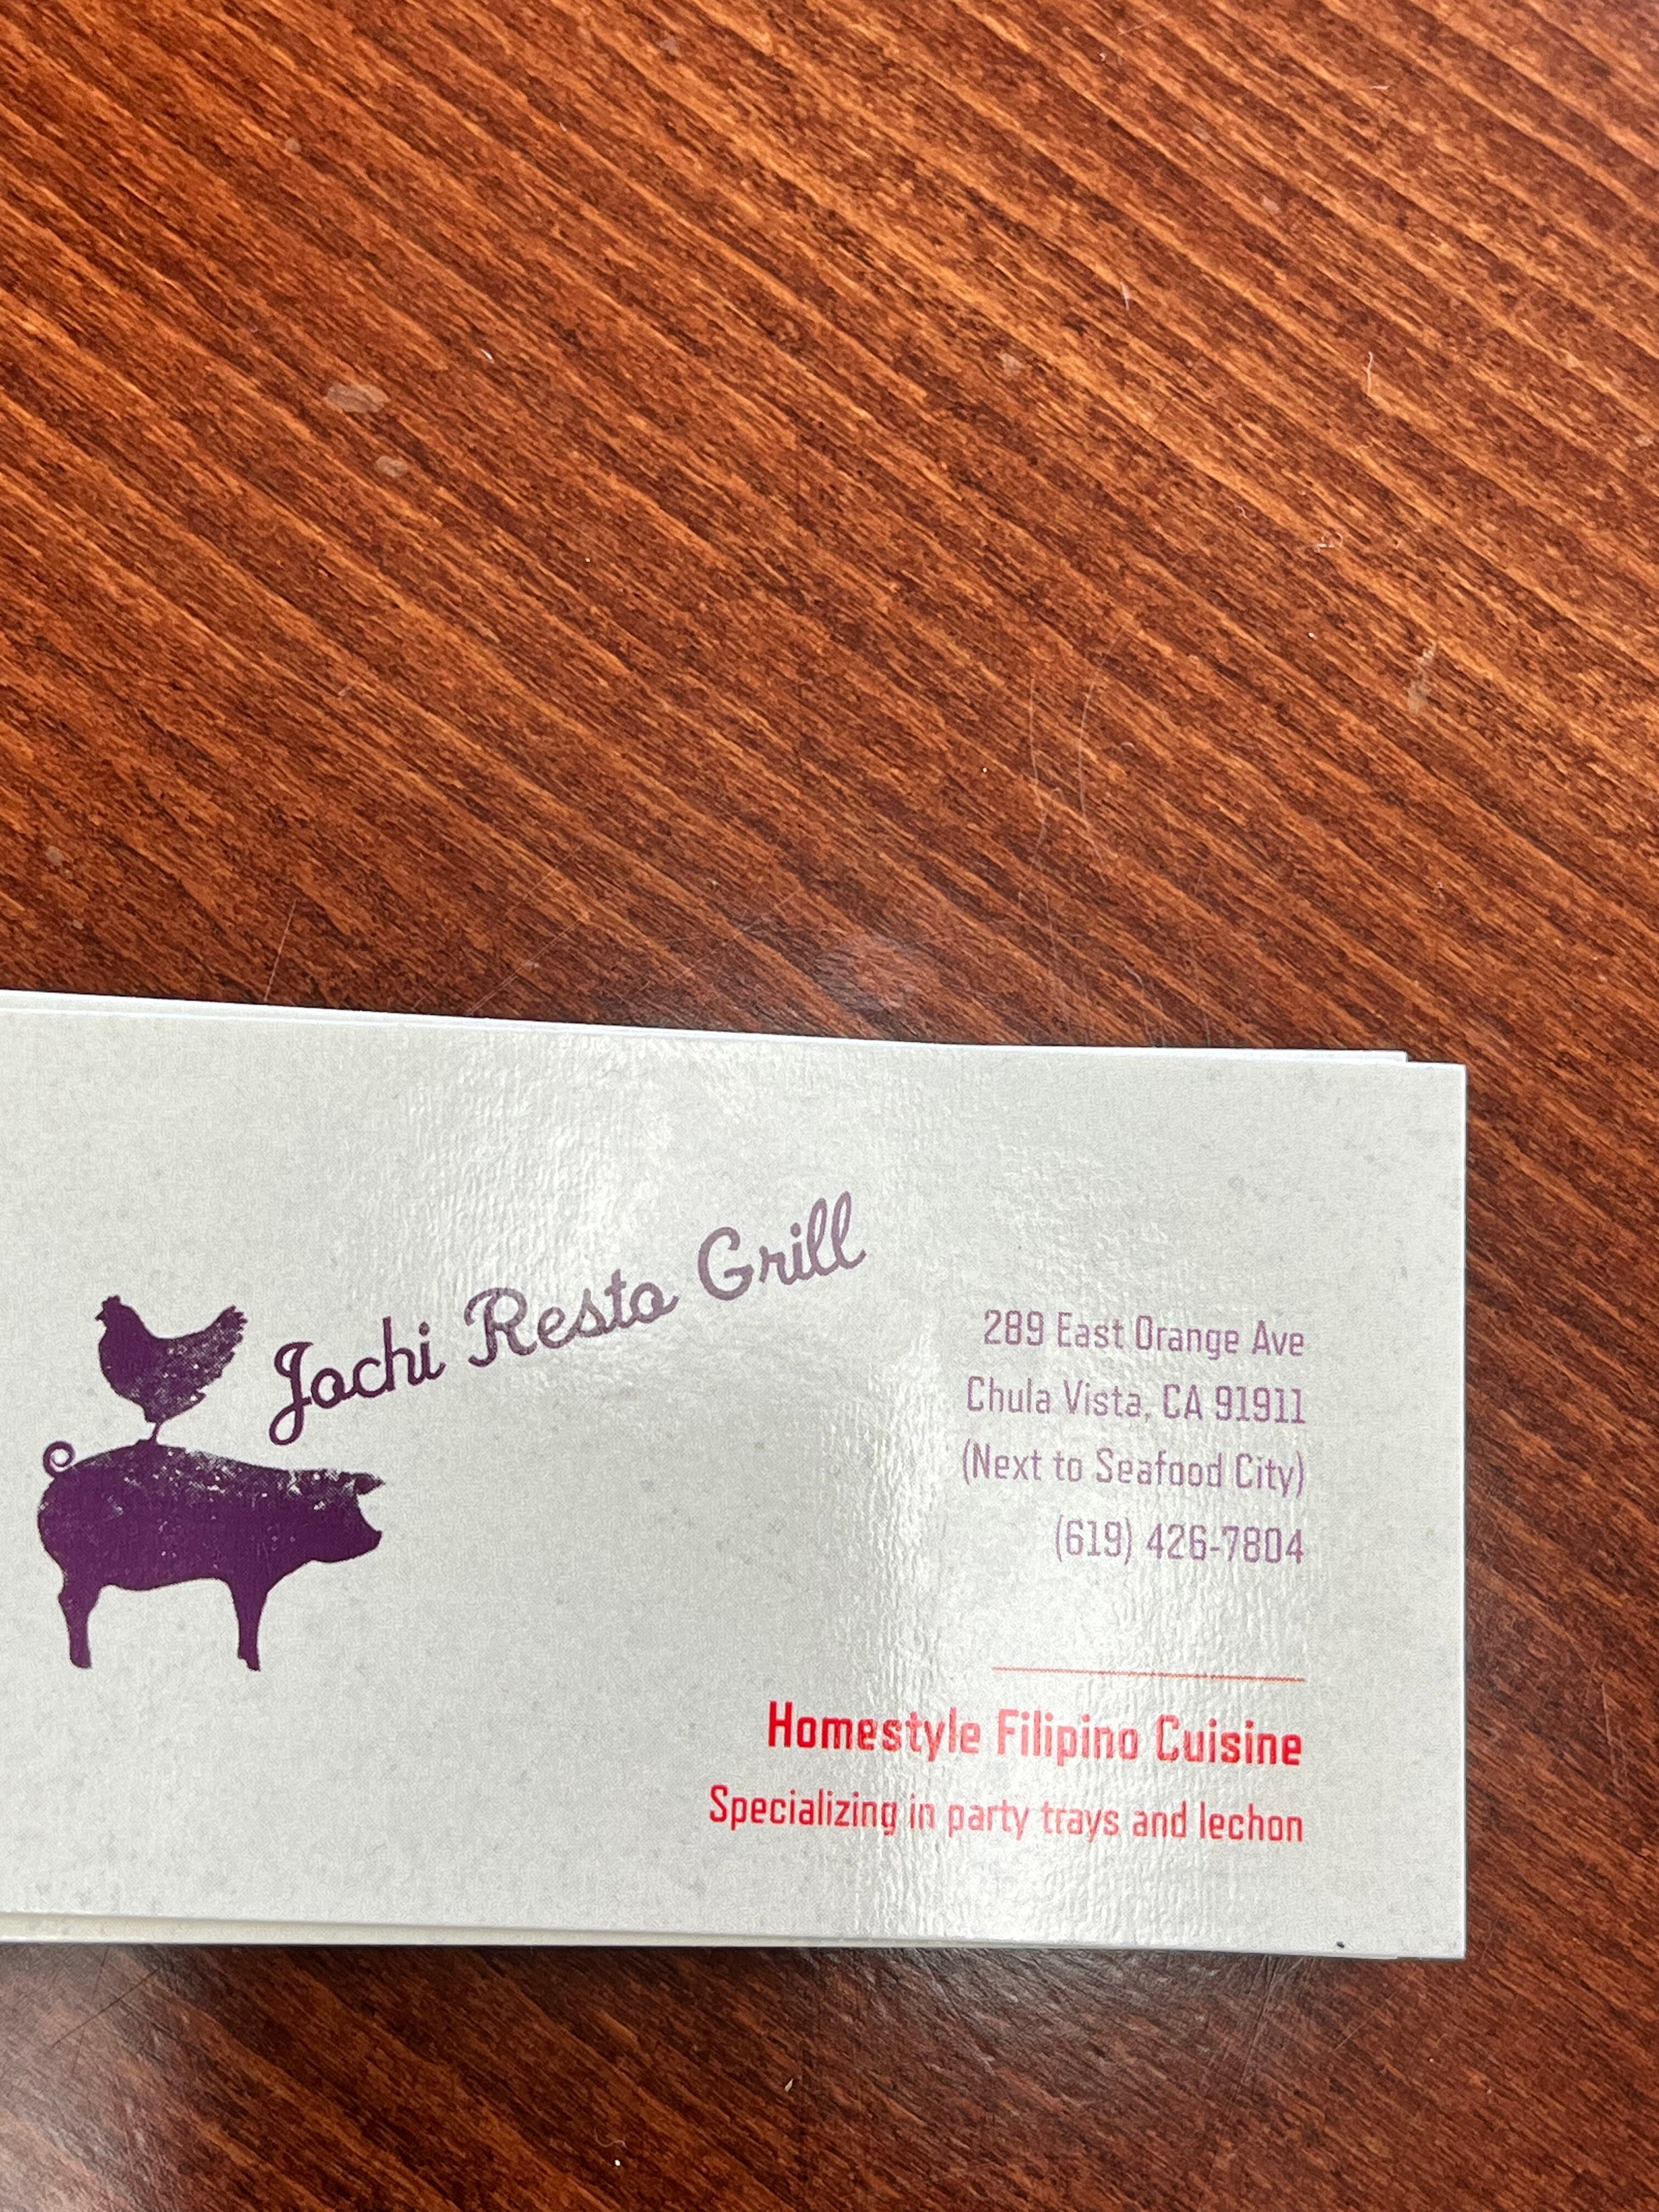 Jochi Resto Grill
289 East Orange Ave
Chula Vista, CA 91911
(Next to Seafood City)
(619) 426-7804
Homestyle Filipino Cuisine
Specializing in party trays and lechon